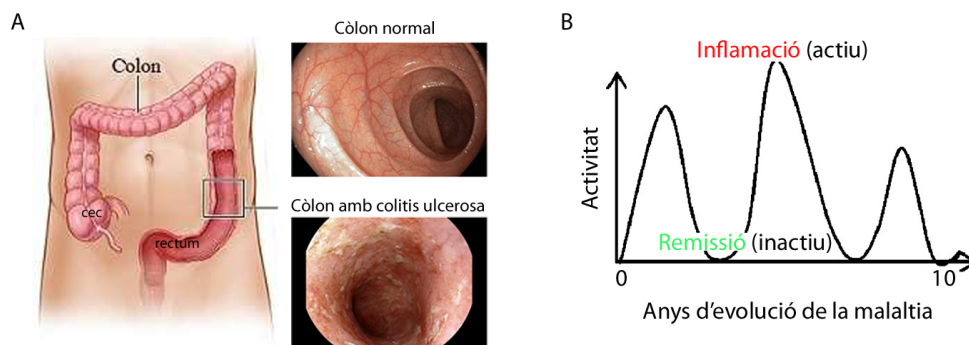 A
Colon
cec
rectum
Còlon normal
Còlon amb colitis ulcerosa
B
Inflamació (actiu)
Activitat
Remissió (inactiu)
0
10
Anys d'evolució de la malaltia